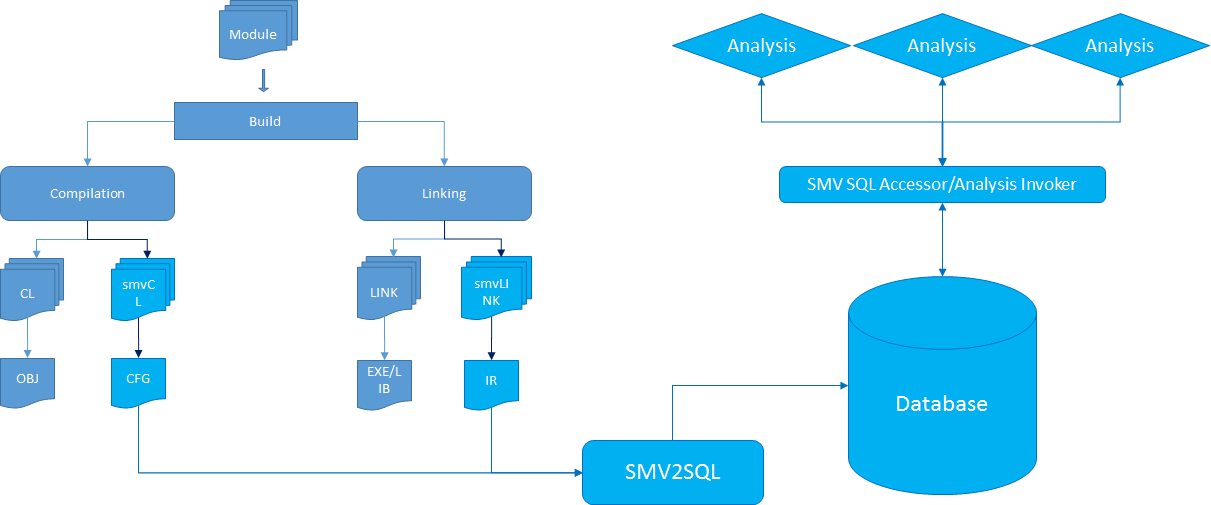 Module
Analysis
Analysis
Analysis
Build
Compilation
Linking
SMV SQL Accessor/Analysis Invoker
CL
smvC
L
LINK
smvLI
NK
OBJ
CFG
EXE/L
IB
IR
Database
SMV2SQL